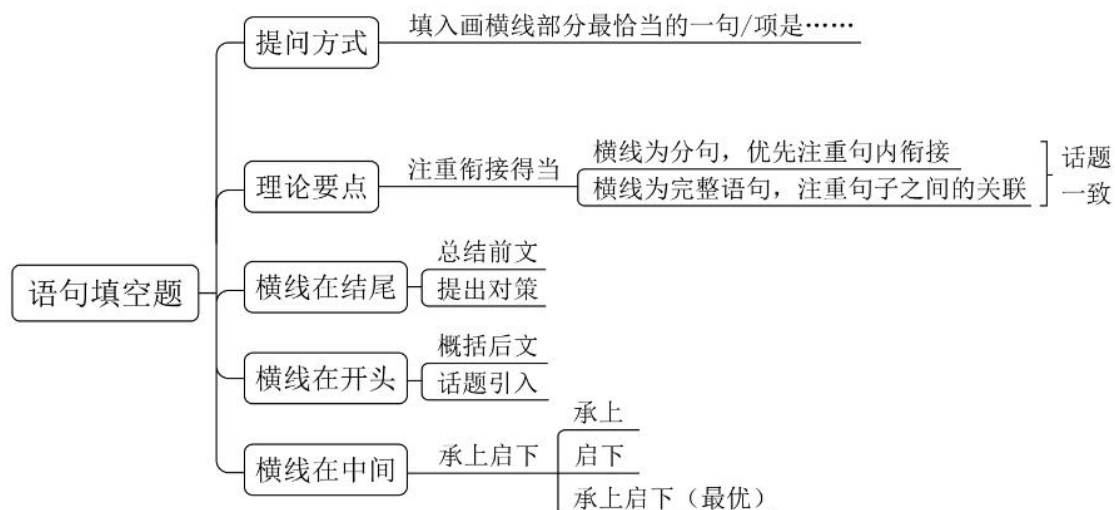 语句填空题
提问方式
填入画横线部分最恰当的一句/项是……
理论要点
注重衔接得当
横线为分句，优先注重句内衔接
横线为完整语句，注重句子之间的关联
话题
一致
横线在结尾
总结前文
提出对策
横线在开头
概括后文
话题引入
横线在中间
承上启下
承上
启下
承上启下（最优）